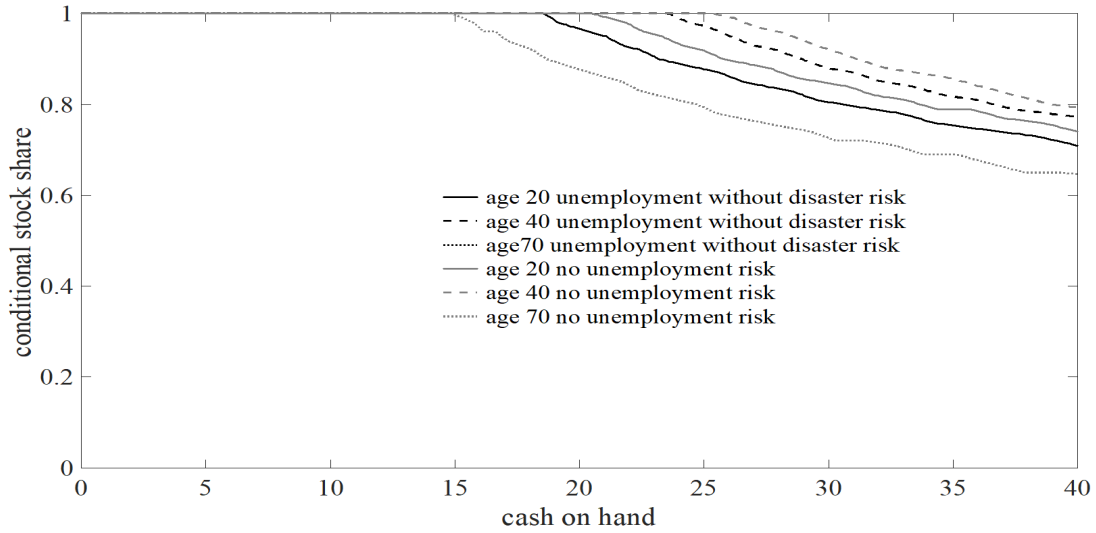 1
0.8
0.6
0.4
0.2
0
conditional stock share
age 20 unemployment without disaster risk
age 40 unemployment without disaster risk
age70 unemployment without disaster risk
age 20 no unemployment risk
age 40 no unemployment risk
age 70 no unemployment risk
0 5 10 15 20 25 30 35 40
cash on hand